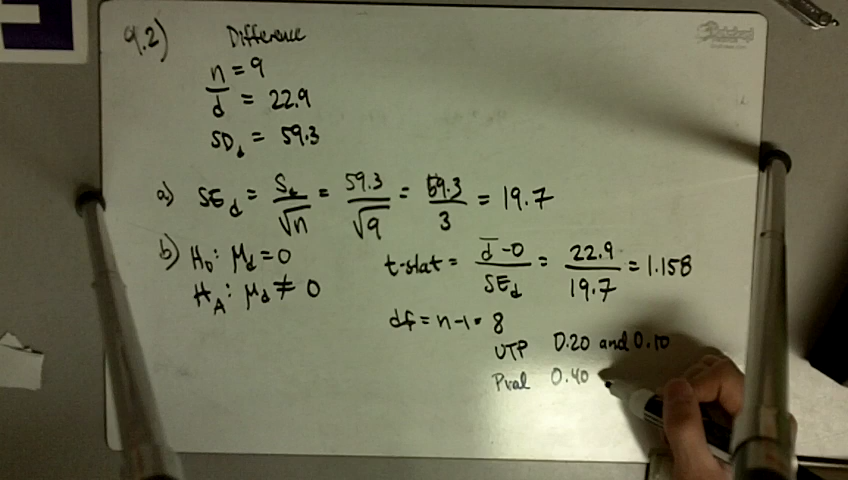 9.2) Difference
n = 9
d̄ = 22.9
SD_d = 59.3
a) SE_d = S_d/√n = 59.3/√9 = 59.3/3 = 19.7
b) H_0: μ_d = 0
H_A: μ_d ≠ 0
t-stat = (d̄ - 0)/SE_d = 22.9/19.7 = 1.158
df = n-1 = 8
UTP 0.20 and 0.10
Pval 0.40